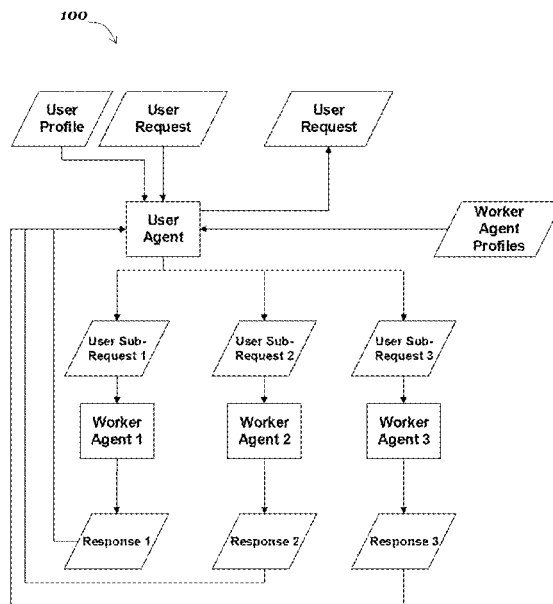 100
User
Profile
User
Request
User
Request
User
Agent
Worker
Agent
Profiles
User Sub-
Request 1
User Sub-
Request 2
User Sub-
Request 3
Worker
Agent 1
Worker
Agent 2
Worker
Agent 3
Response 1
Response 2
Response 3